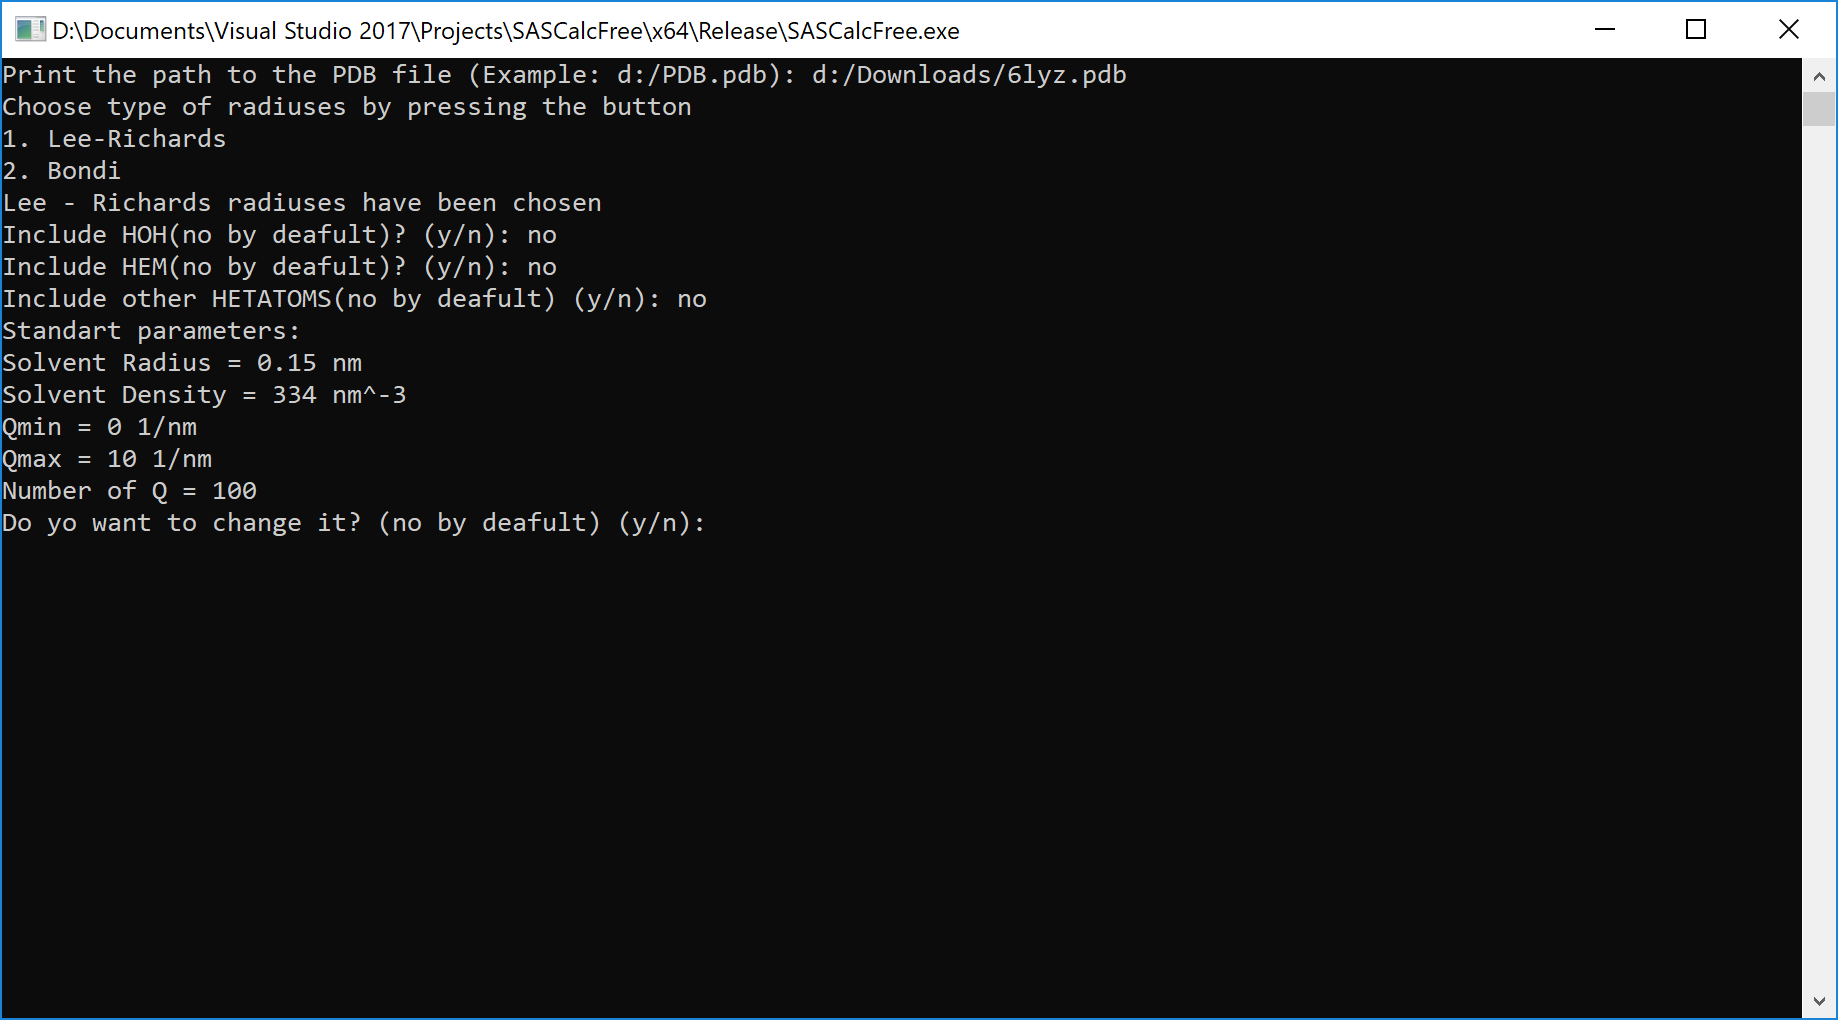 D:\Documents\Visual Studio 2017\Projects\SASCalcFree\x64\Release\SASCalcFree.exe
Print the path to the PDB file (Example: d:/PDB.pdb): d:/Downloads/6lyz.pdb
Choose type of radiuses by pressing the button
1. Lee-Richards
2. Bondi
Lee - Richards radiuses have been chosen
Include HOH(no by deafult)? (y/n): no
Include HEM(no by deafult)? (y/n): no
Include other HETATOMS(no by deafult) (y/n): no
Standart parameters:
Solvent Radius = 0.15 nm
Solvent Density = 334 nm^-3
Qmin = 0 1/nm
Qmax = 10 1/nm
Number of Q = 100
Do yo want to change it? (no by deafult) (y/n):